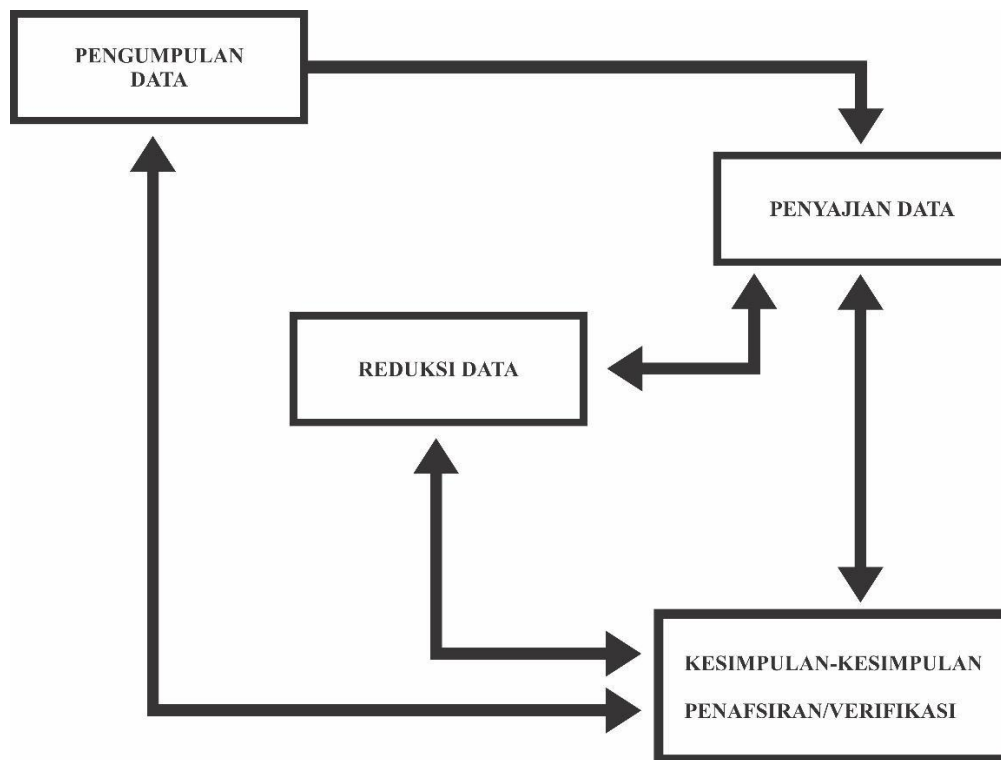 PENGUMPULAN
DATA
PENYAJIAN DATA
REDUKSI DATA
KESIMPULAN-KESIMPULAN
PENAFSIRAN/VERIFIKASI